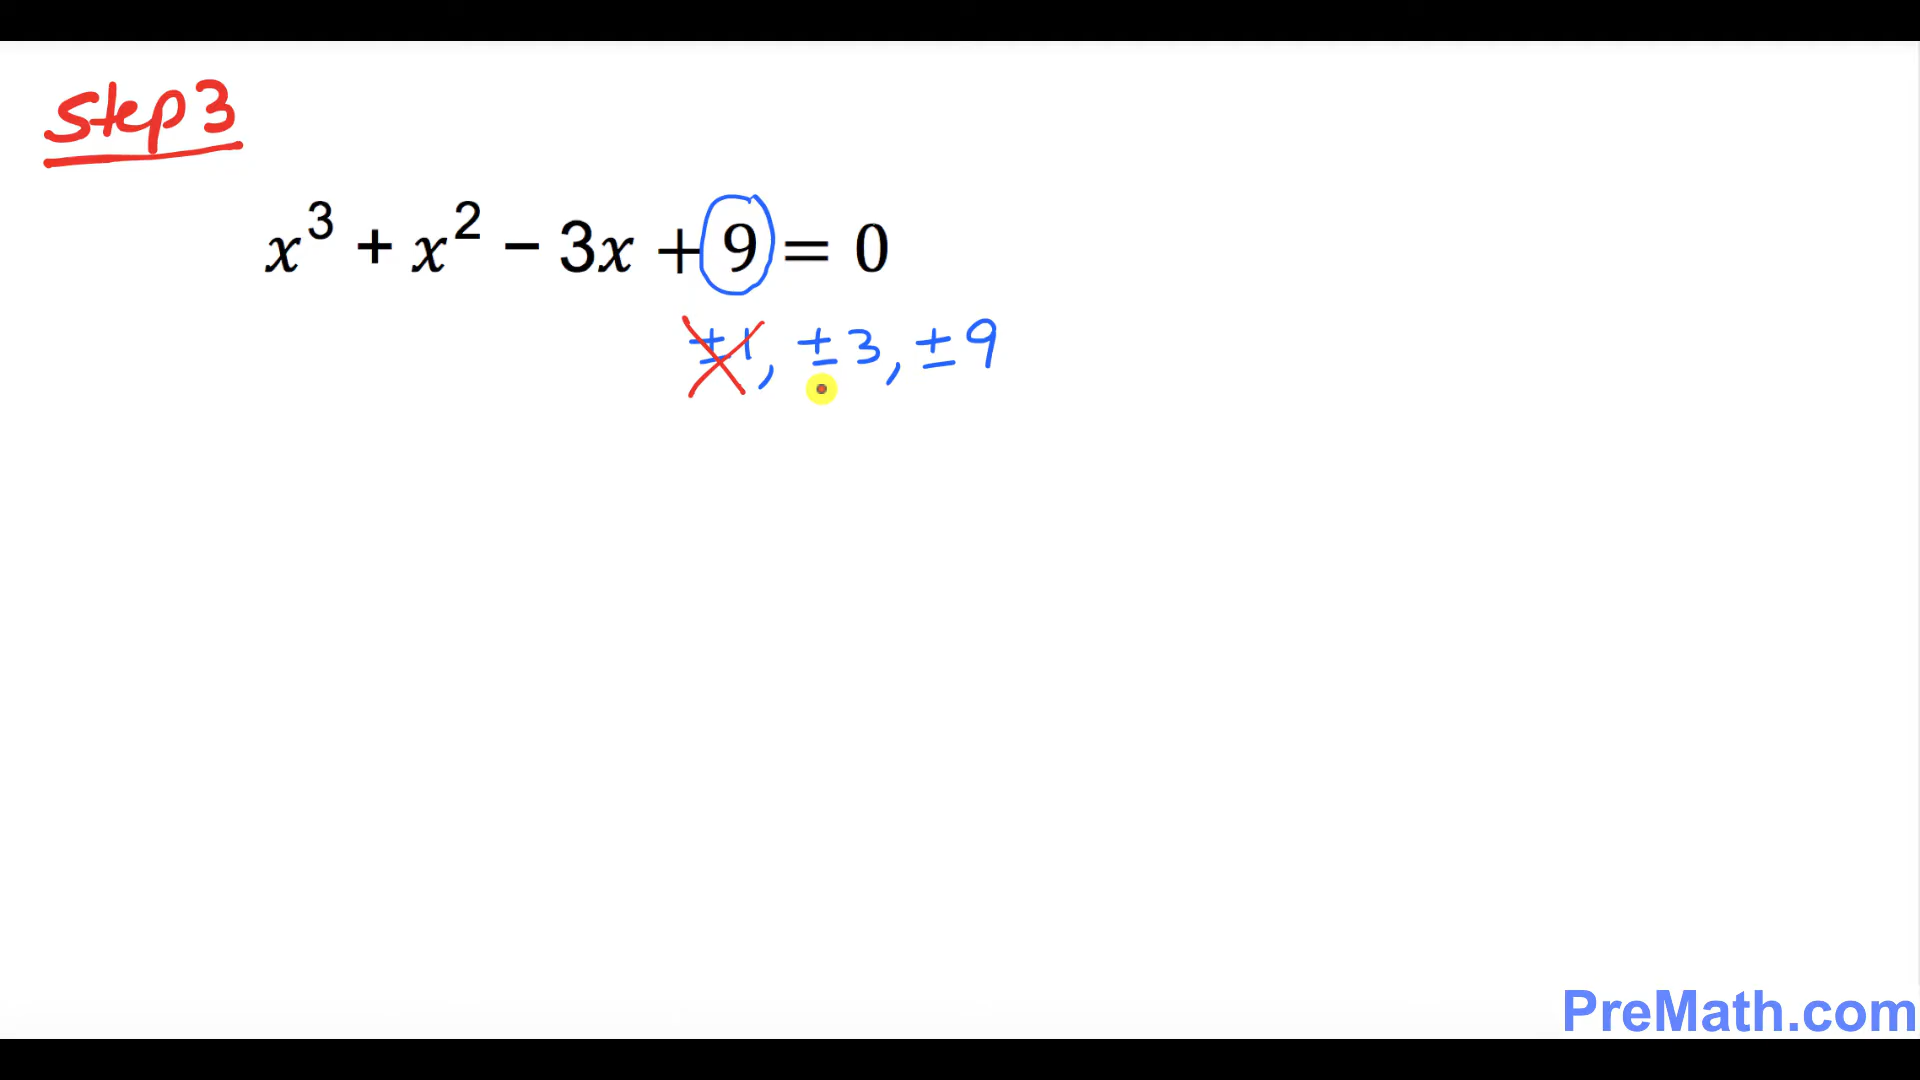 Step 3
x³ + x² − 3x + 9 = 0
±1, ±3, ±9
PreMath.com